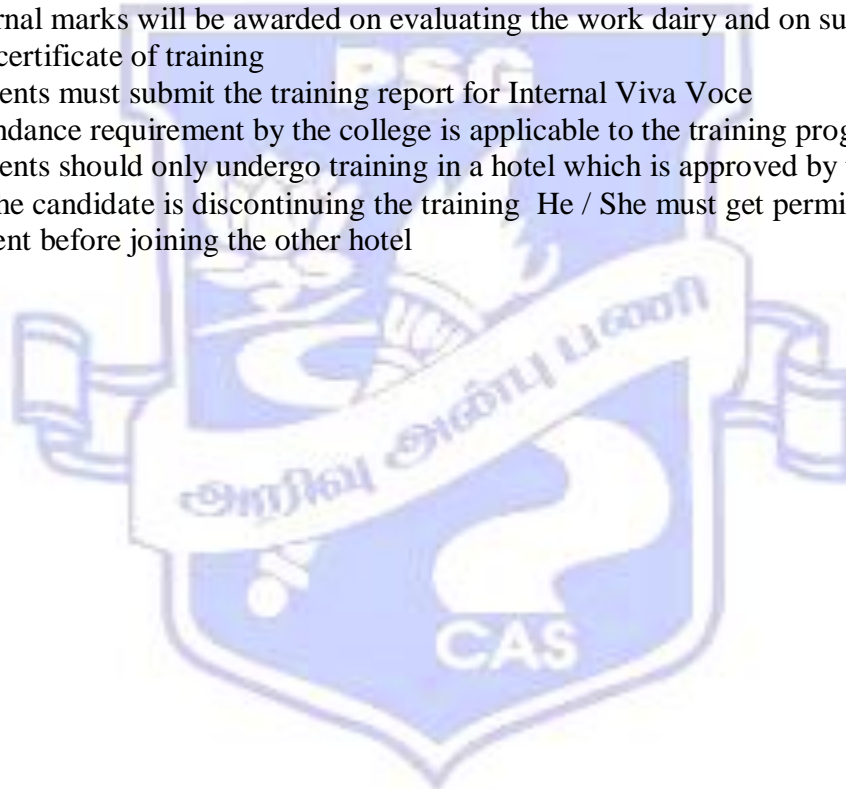 rnal marks will be awarded on evaluating the work dairy and on su
certificate of training
ents must submit the training report for Internal Viva Voce
ndance requirement by the college is applicable to the training prog
ents should only undergo training in a hotel which is approved by
he candidate is discontinuing the training He / She must get permi
ent before joining the other hotel
PSG
அறிவு அன்பு பணி
CAS